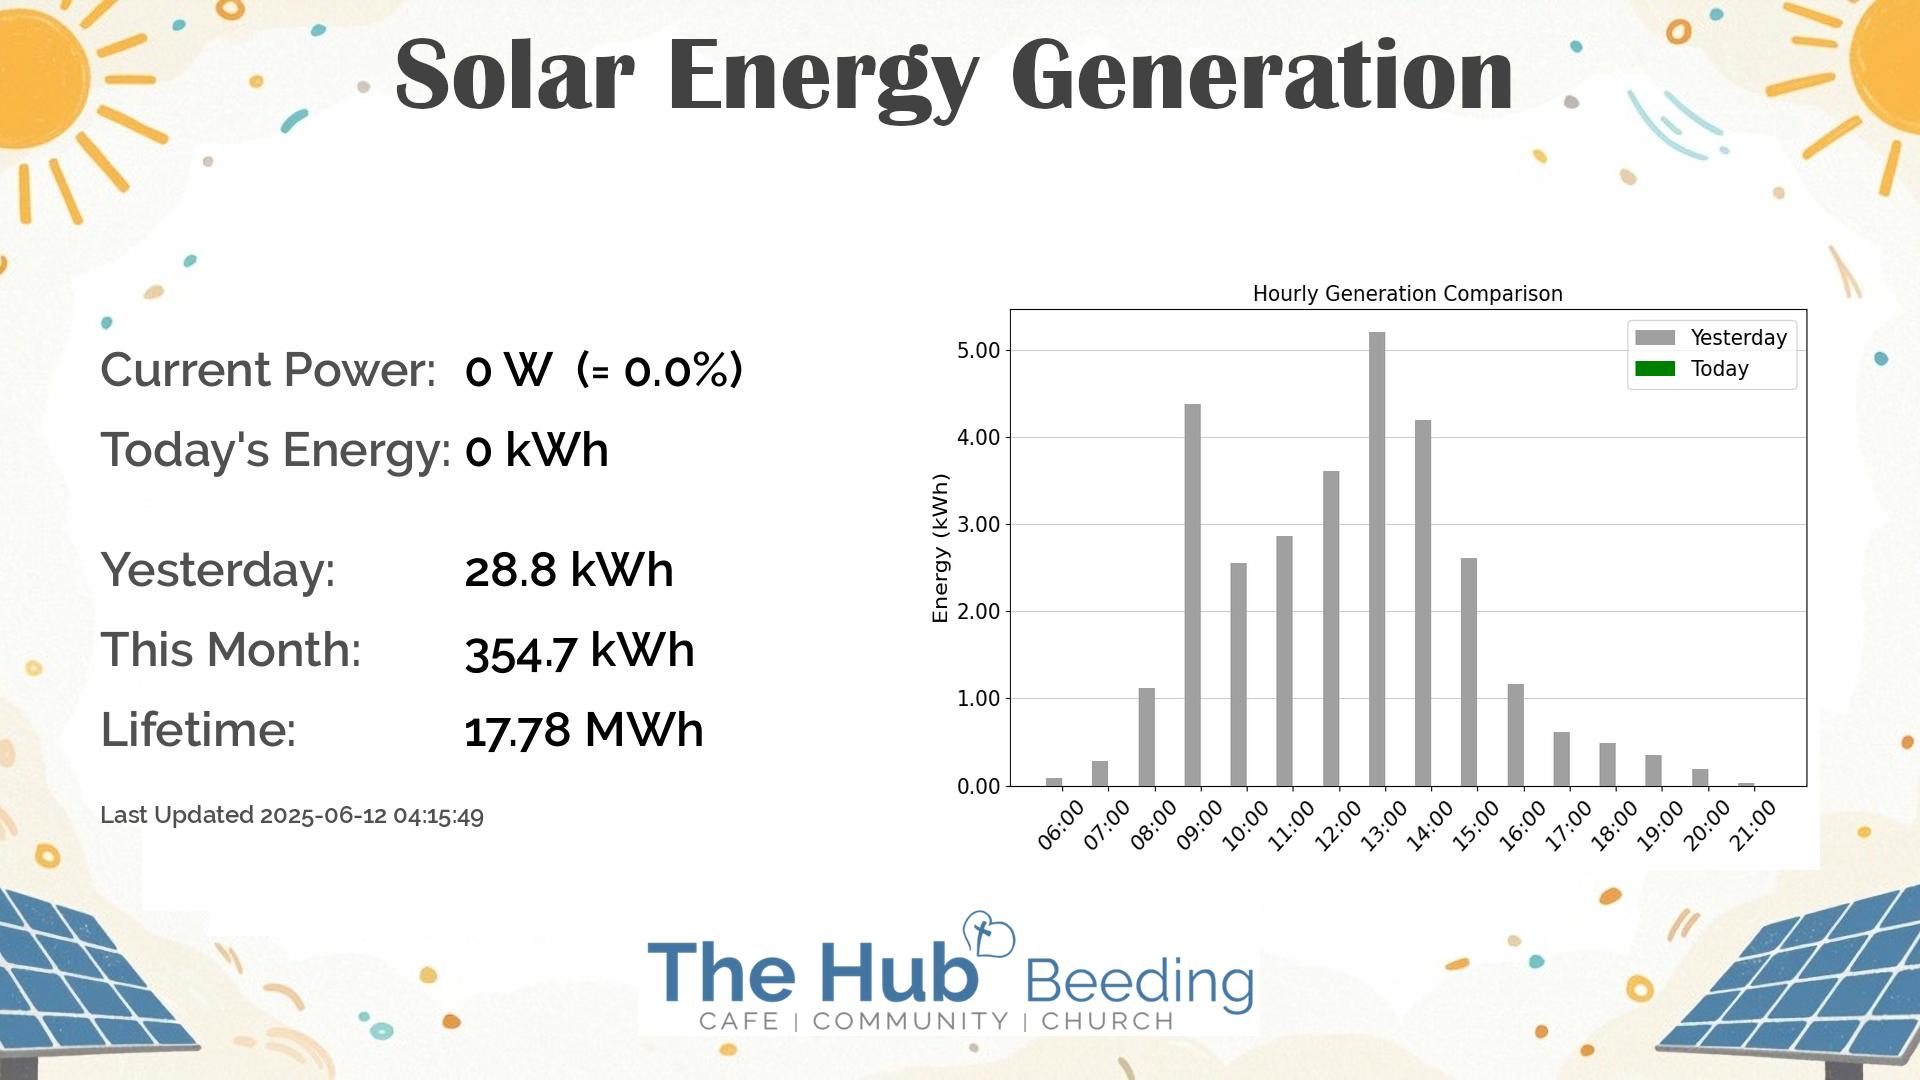 Solar Energy Generation
Current Power: 0 W (= 0.0%)
Today's Energy: 0 kWh
Yesterday: 28.8 kWh
This Month: 354.7 kWh
Lifetime: 17.78 MWh
Last Updated 2025-06-12 04:15:49
Hourly Generation Comparison
Yesterday
Today
Energy (kWh)
5.00
4.00
3.00
2.00
1.00
0.00
06:00 07:00 08:00 09:00 10:00 11:00 12:00 13:00 14:00 15:00 16:00 17:00 18:00 19:00 20:00 21:00
The Hub Beeding
CAFE | COMMUNITY | CHURCH